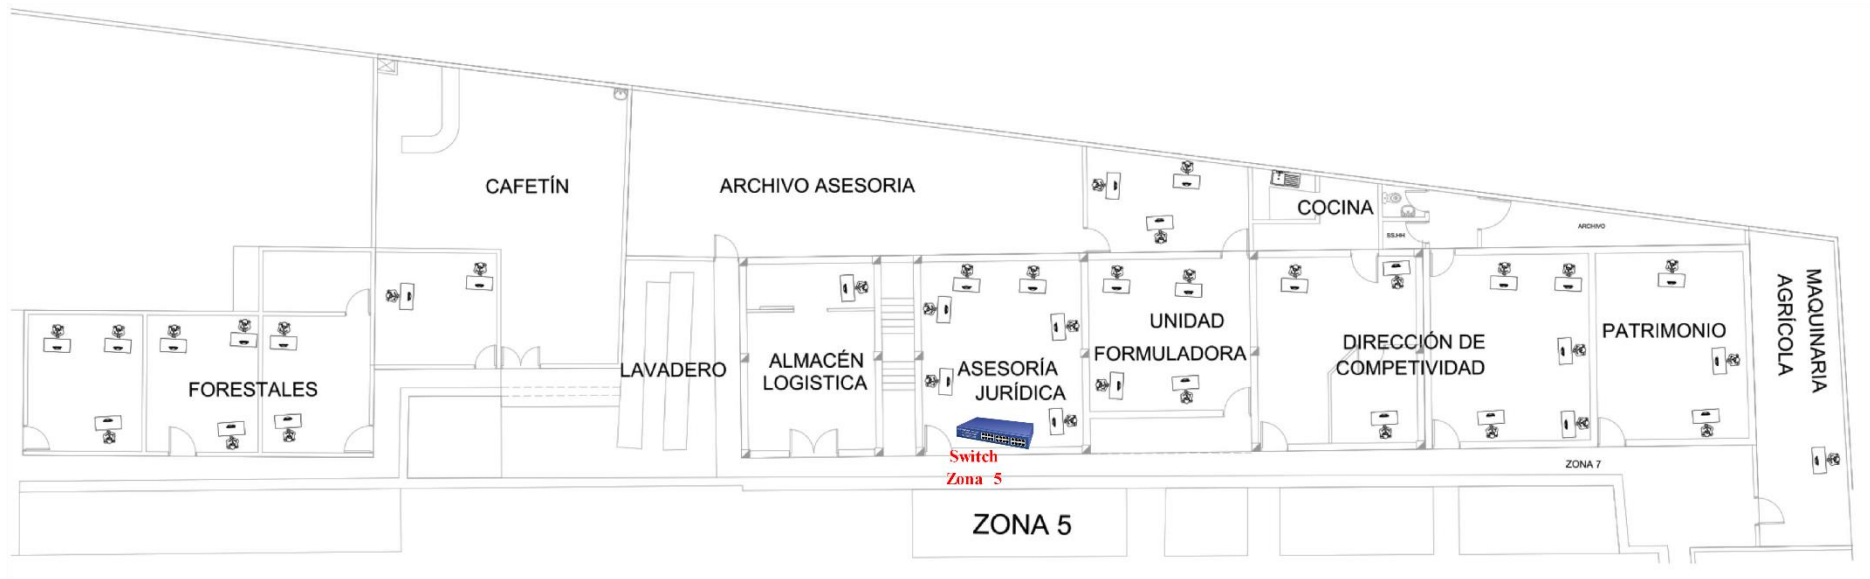 CAFETÍN
ARCHIVO ASESORIA
COCINA
SS.HH
ARCHIVO
MAQUINARIA
AGRÍCOLA
FORESTALES
LAVADERO
ALMACÉN
LOGISTICA
ASESORÍA
JURÍDICA
UNIDAD
FORMULADORA
DIRECCIÓN DE
COMPETIVIDAD
PATRIMONIO
Switch
Zona 5
ZONA 7
ZONA 5